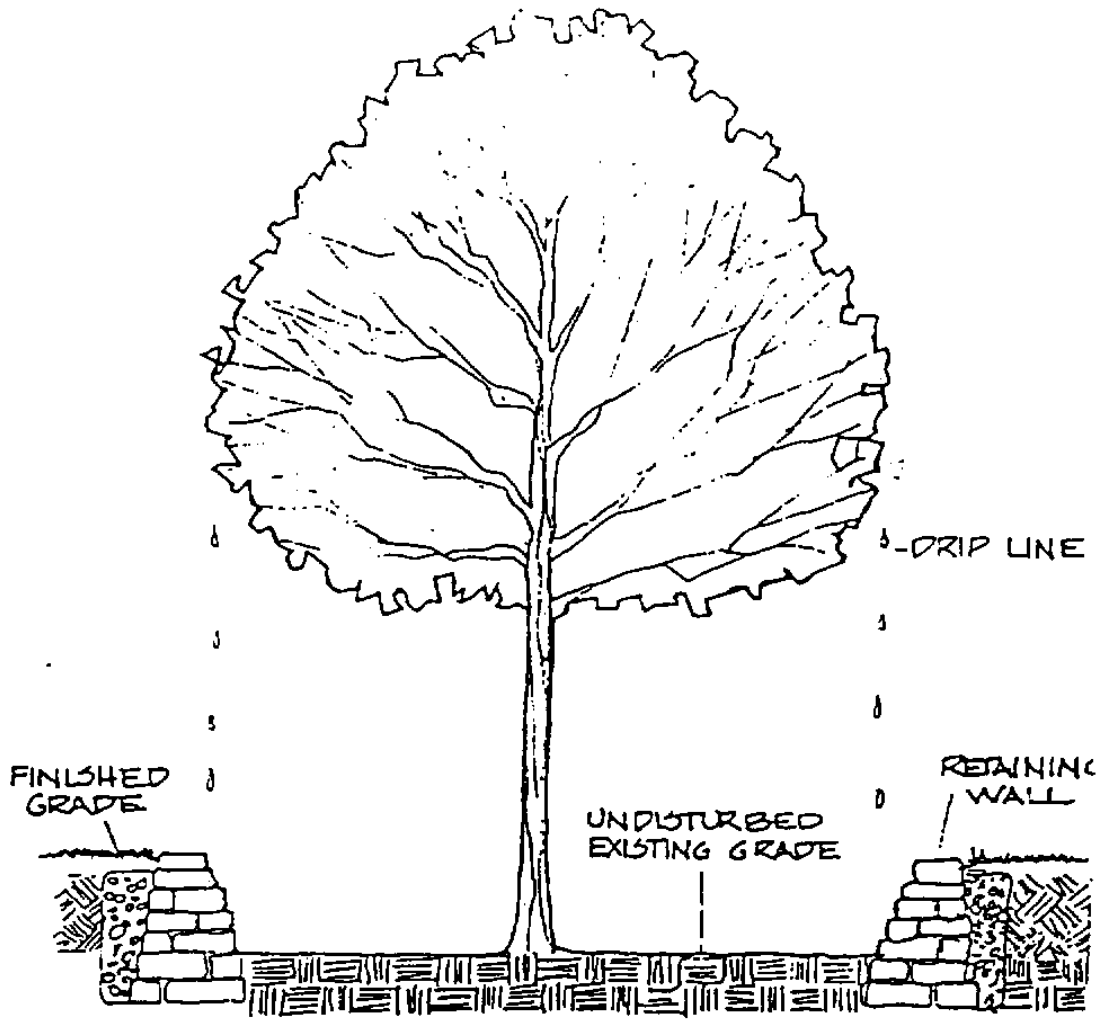 DRIP LINE
FINISHED
GRADE
RETAINING
WALL
UNDISTURBED
EXISTING GRADE